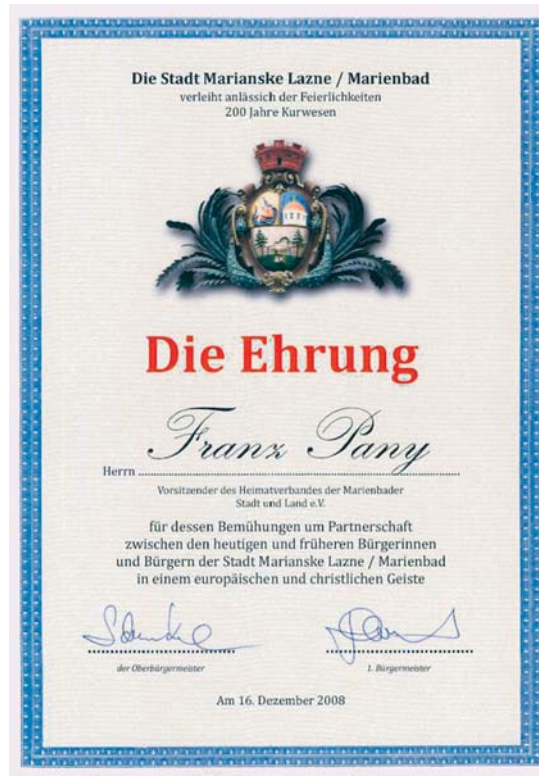 Die Stadt Marianske Lazne / Marienbad
verleiht anlässich der Feierlichkeiten
200 Jahre Kurwesen
Die Ehrung
Franz Pany
Herrn
Vorsitzender des Heimatverbandes der Marienbader
Stadt und Land e.V.
für dessen Bemühungen um Partnerschaft
zwischen den heutigen und früheren Bürgerinnen
und Bürgern der Stadt Marianske Lazne / Marienbad
in einem europäischen und christlichen Geiste
der Oberbürgermeister
1. Bürgermeister
Am 16. Dezember 2008